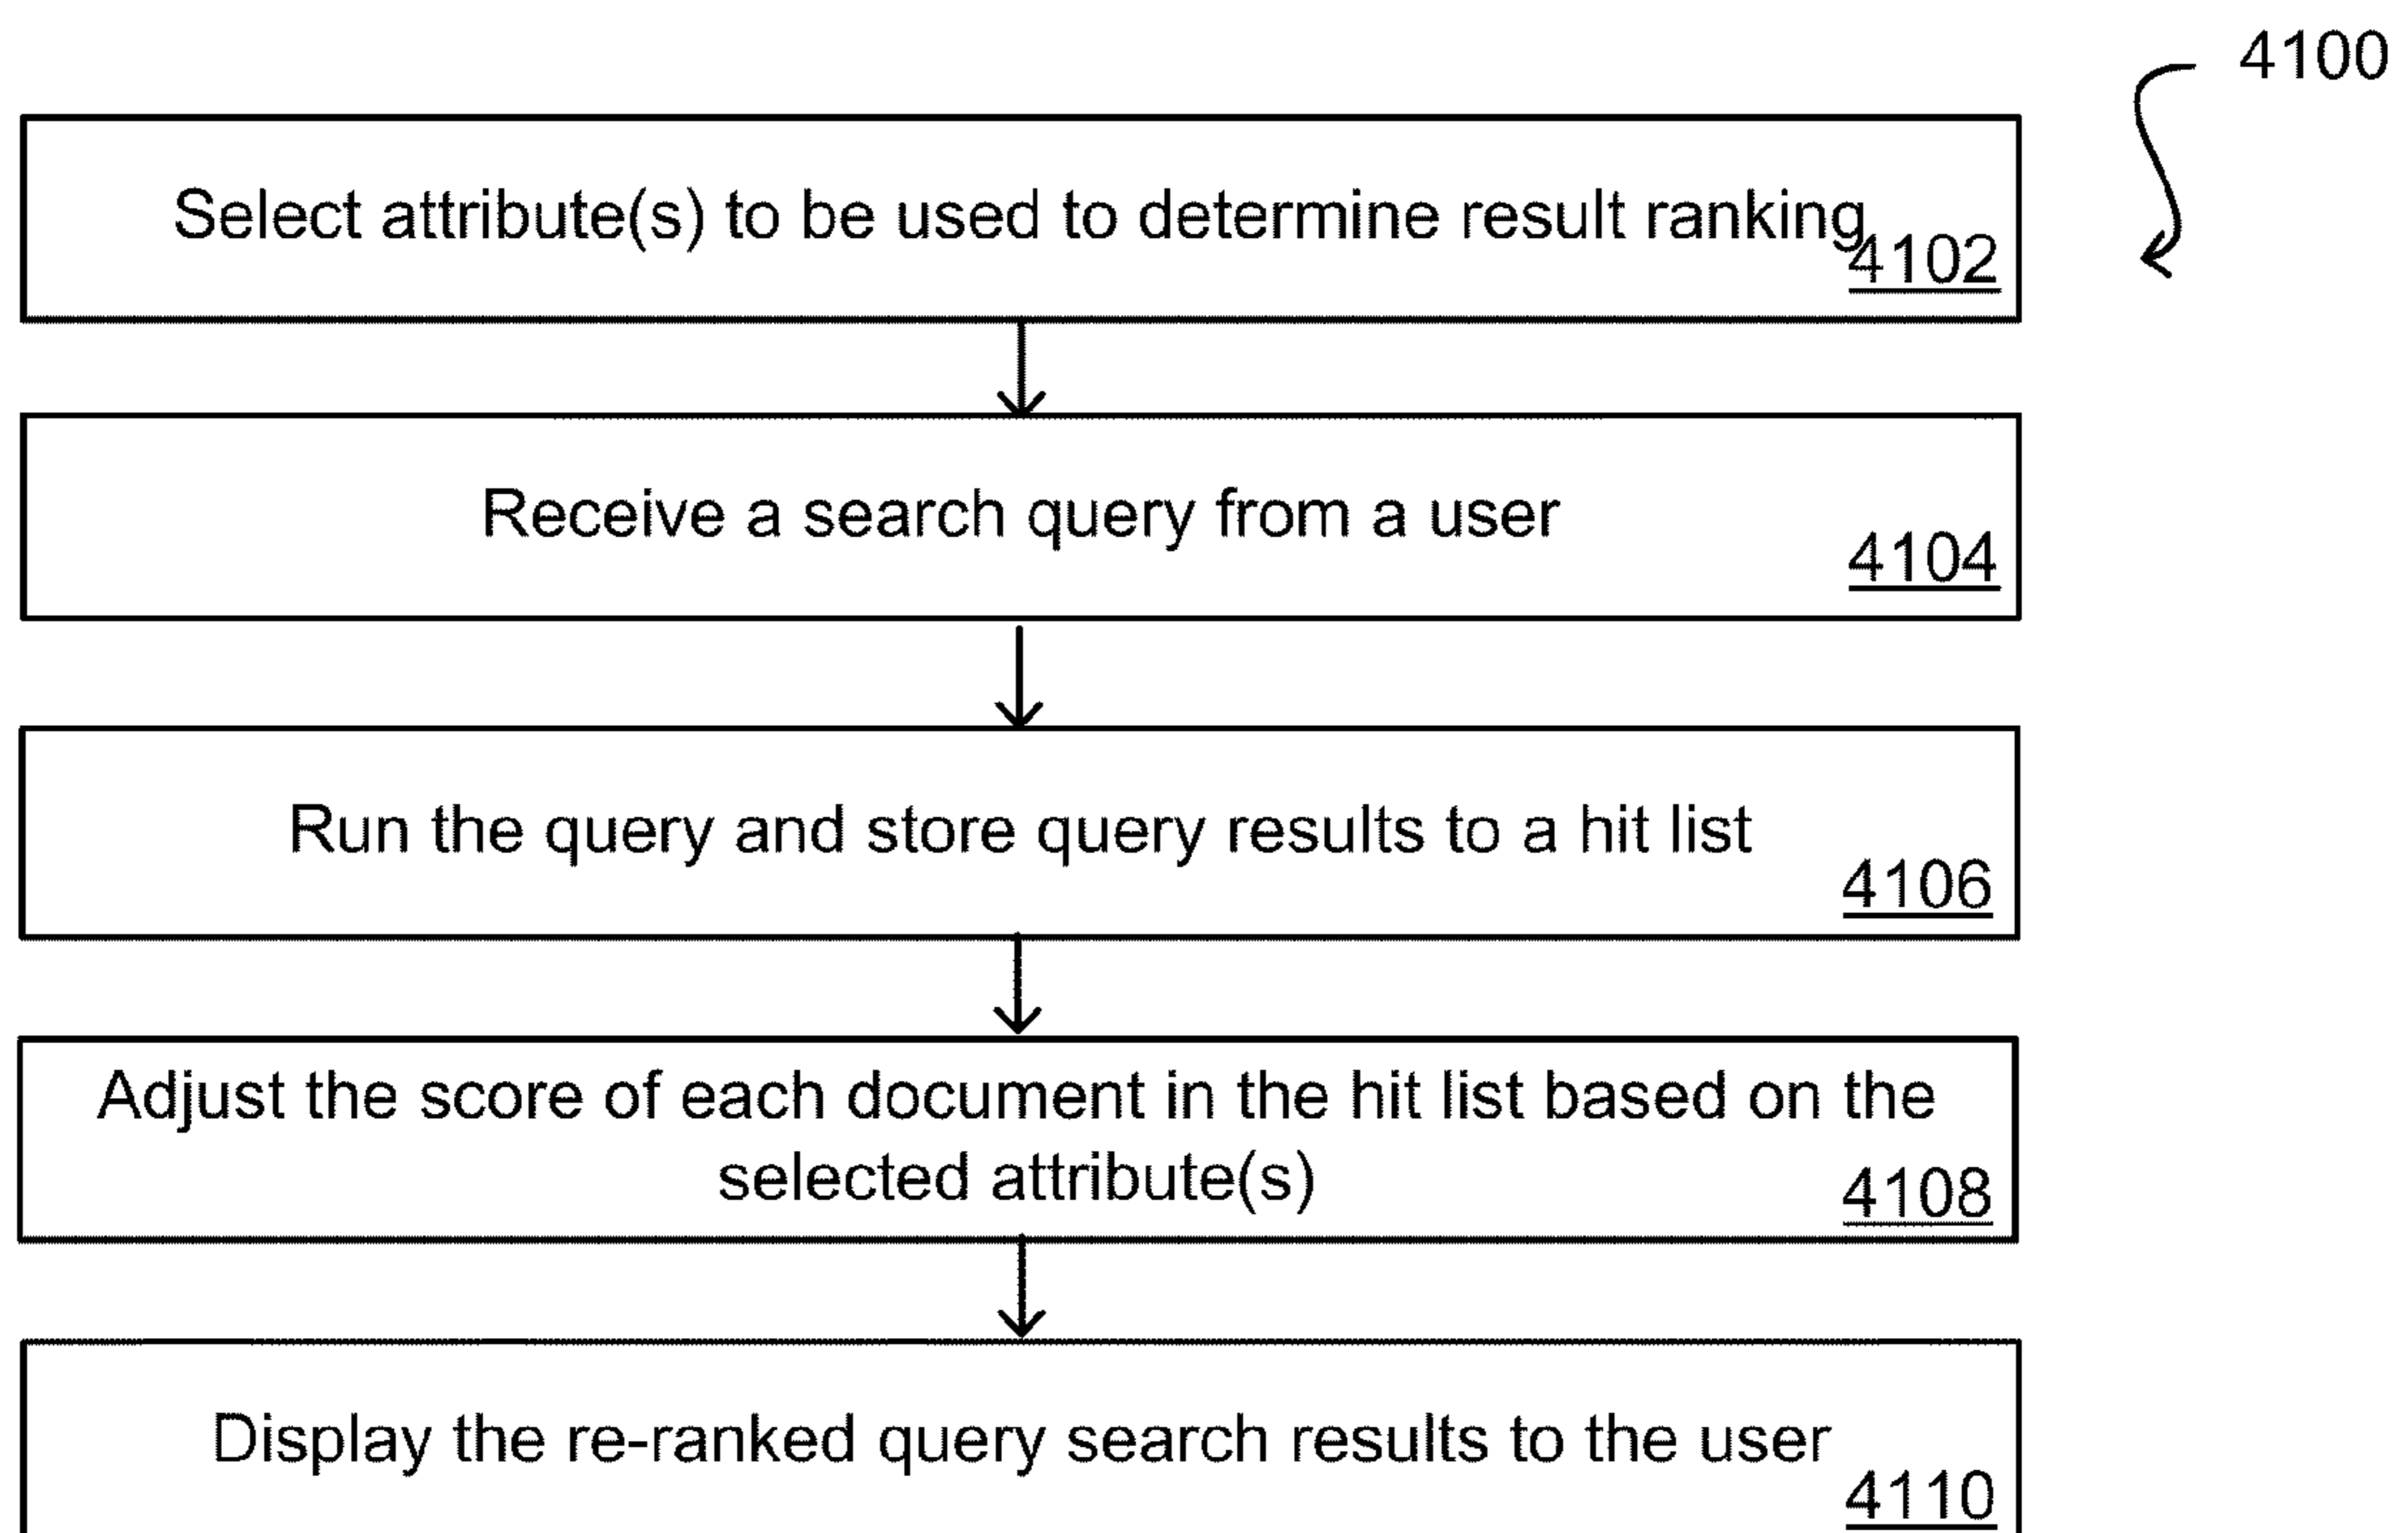 4100
Select attribute(s) to be used to determine result ranking
4102
Receive a search query from a user
4104
Run the query and store query results to a hit list
4106
Adjust the score of each document in the hit list based on the
selected attribute(s)
4108
Display the re-ranked query search results to the user
4110